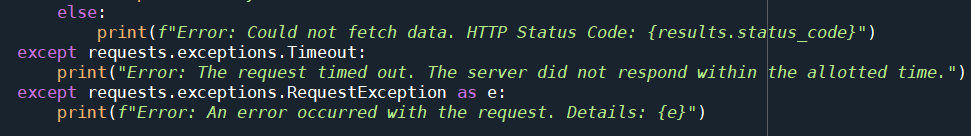 else:
print(f"Error: Could not fetch data. HTTP Status Code: {results.status_code}")
except requests.exceptions.Timeout:
print("Error: The request timed out. The server did not respond within the allotted time.")
except requests.exceptions.RequestException as e:
print(f"Error: An error occurred with the request. Details: {e}")